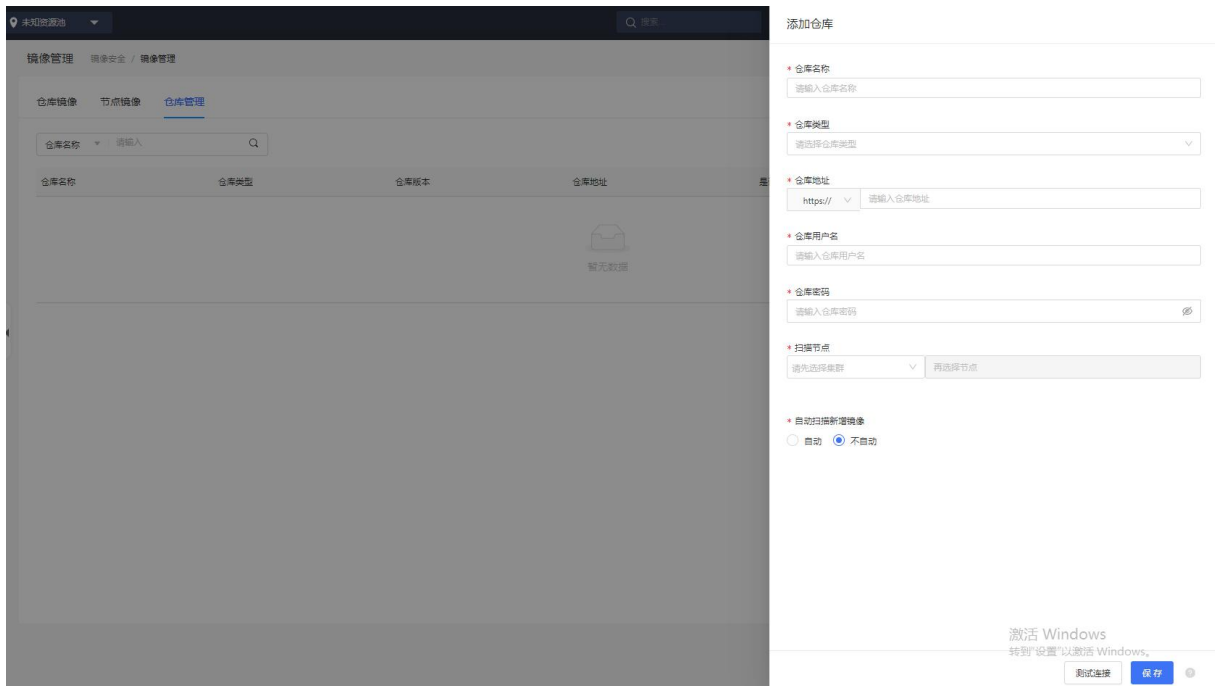 未知资源池
搜索
镜像管理 镜像安全 / 镜像管理
仓库镜像 节点镜像 仓库管理
仓库名称 请输入
仓库名称 仓库类型 仓库版本 仓库地址 是
暂无数据
添加仓库
* 仓库名称
请输入仓库名称
* 仓库类型
请选择仓库类型
* 仓库地址
https:// 请输入仓库地址
* 仓库用户名
请输入仓库用户名
* 仓库密码
请输入仓库密码
* 扫描节点
请先选择集群 再选择节点
* 自动扫描新增镜像
自动 不自动
激活 Windows
转到"设置"以激活 Windows。
测试连接 保存